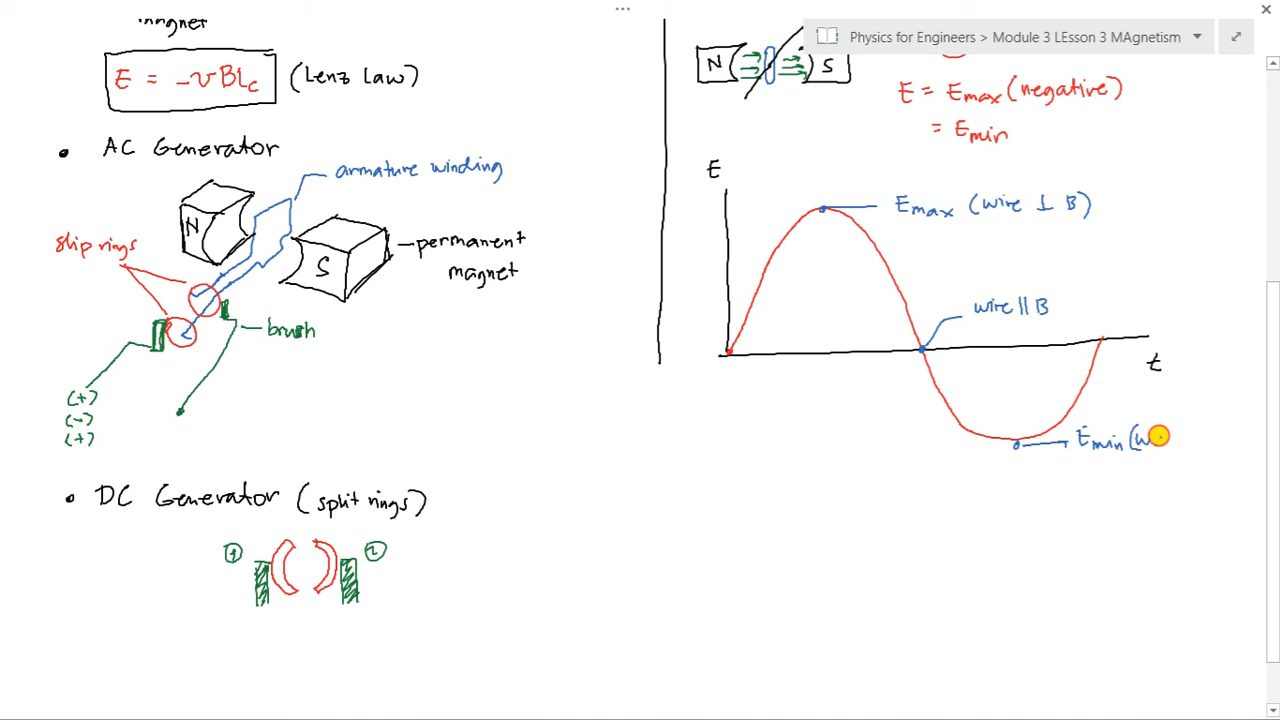 magnet
E = -vBLc (Lenz Law)
• AC Generator
armature winding
N
slip rings
S
permanent
magnet
brush
(+)
(-)
(+)
• DC Generator (split rings)
1
2
Physics for Engineers > Module 3 LEsson 3 MAgnetism
N
S
E = Emax (negative)
= Emin
E
Emax (wire ⊥ B)
wire || B
t
Emin (w